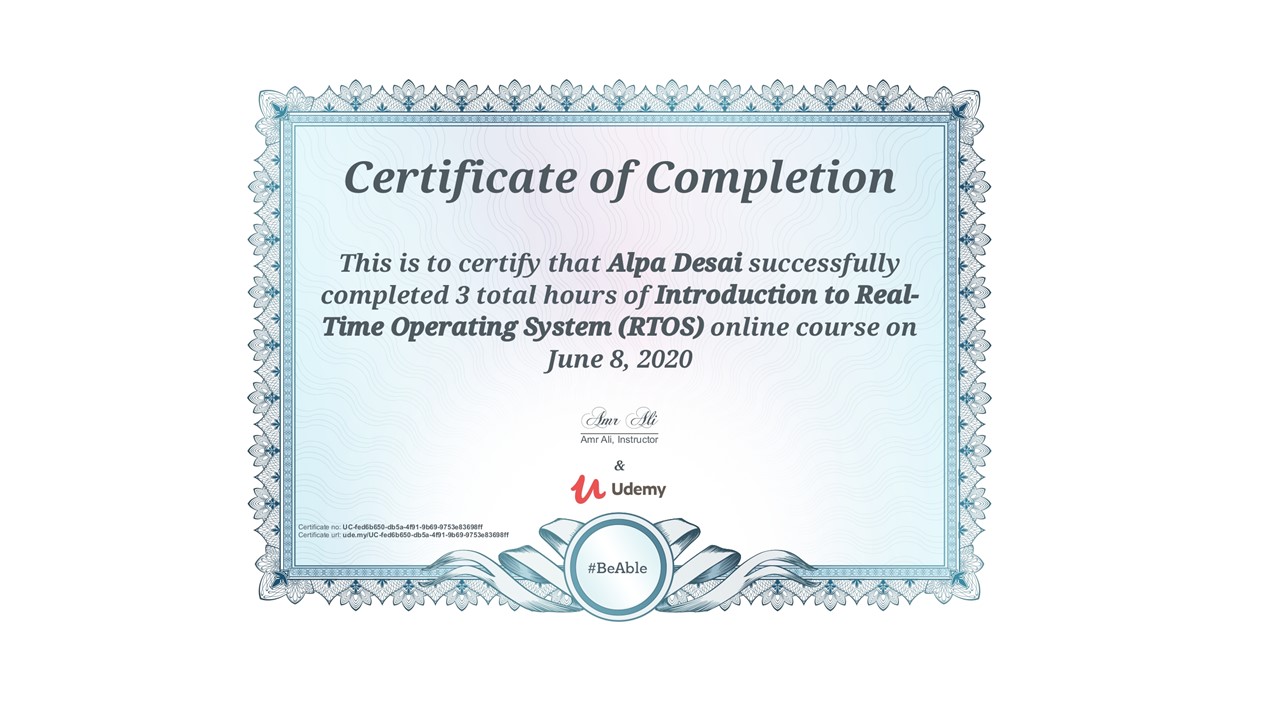 Certificate of Completion
This is to certify that Alpa Desai successfully
completed 3 total hours of Introduction to Real-
Time Operating System (RTOS) online course on
June 8, 2020
Amr Ali
Amr Ali, Instructor
&
Udemy
Certificate no: UC-fed6b650-db5a-4f91-9b69-9753e83698ff
Certificate url: ude.my/UC-fed6b650-db5a-4f91-9b69-9753e83698ff
#BeAble